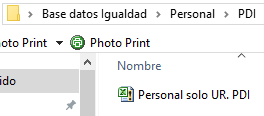 Base datos Igualdad > Personal > PDI
hoto Print Photo Print
Nombre
ido
Personal solo UR. PDI